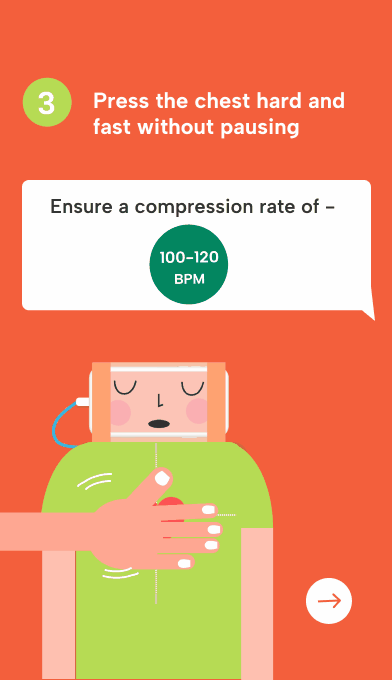 3
Press the chest hard and
fast without pausing
Ensure a compression rate of -
100-120
BPM